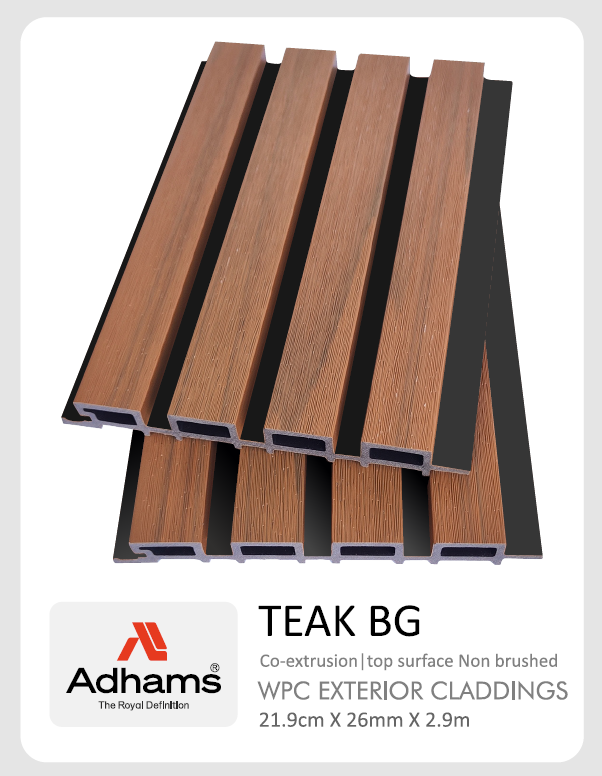 TEAK BG
Co-extrusion|top surface Non brushed
WPC EXTERIOR CLADDINGS
21.9cm X 26mm X 2.9m
Adhams®
The Royal Definition